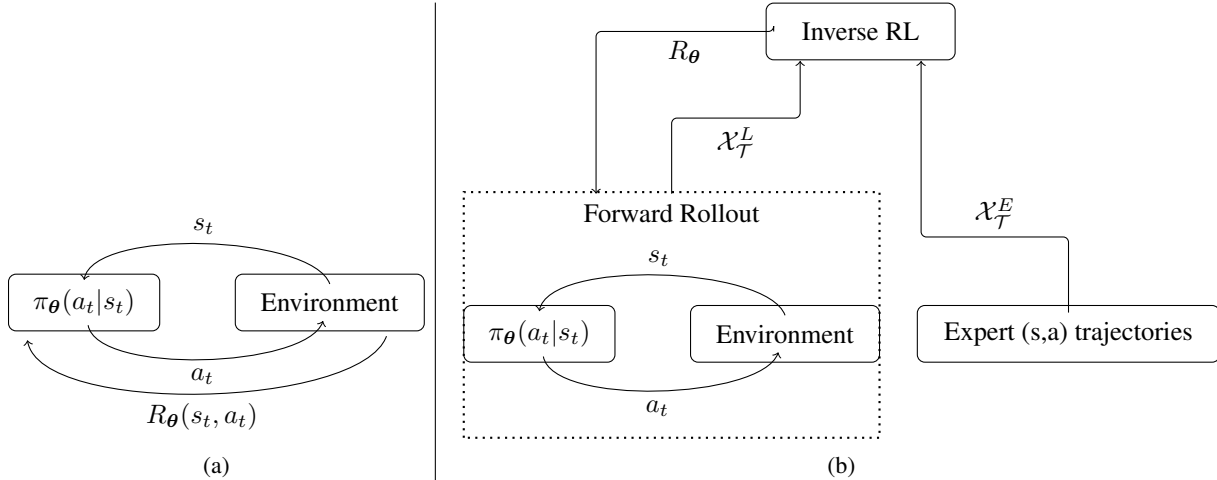 s_t
π_θ(a_t|s_t)
Environment
a_t
R_θ(s_t, a_t)
(a)
Inverse RL
R_θ
𝒳_𝒯^L
Forward Rollout
𝒳_𝒯^E
s_t
π_θ(a_t|s_t)
Environment
Expert (s,a) trajectories
a_t
(b)